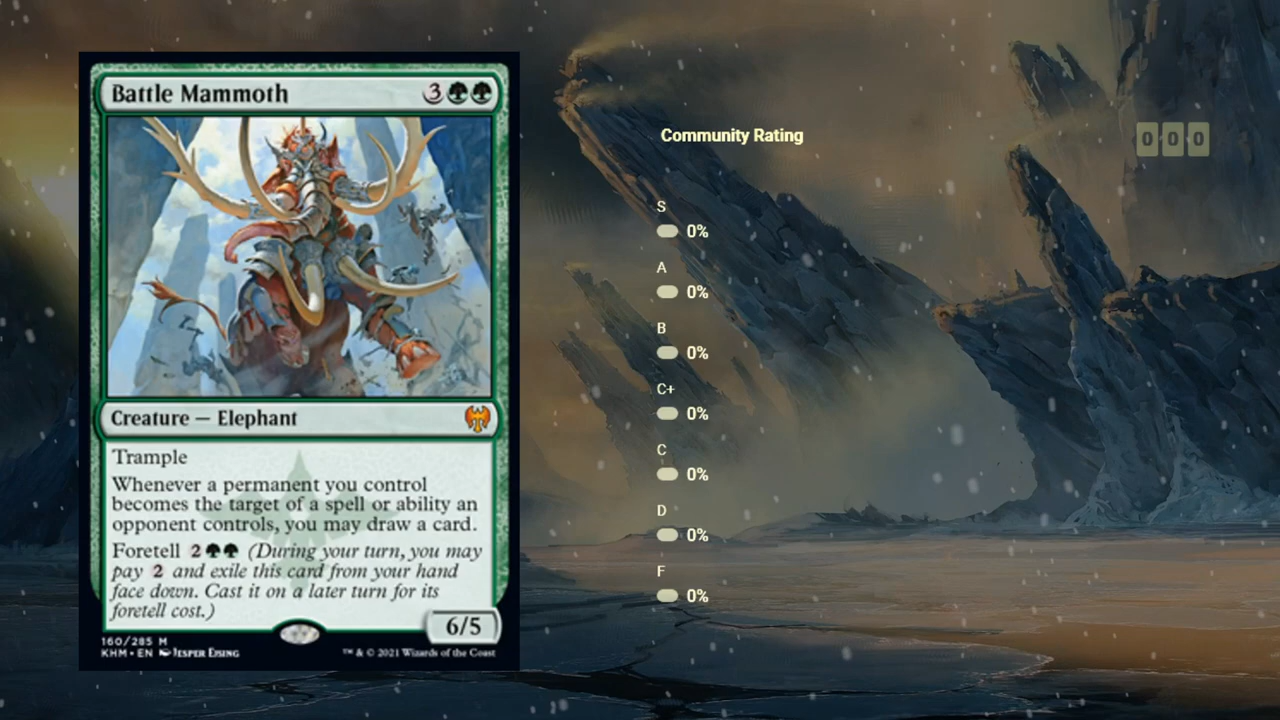 Battle Mammoth 3
Creature — Elephant
Trample
Whenever a permanent you control
becomes the target of a spell or ability an
opponent controls, you may draw a card.
Foretell 2 (During your turn, you may
pay 2 and exile this card from your hand
face down. Cast it on a later turn for its
foretell cost.)
6/5
160/285 M
KHM • EN JESPER EJSING
™ & © 2021 Wizards of the Coast
Community Rating
000
S
0%
A
0%
B
0%
C+
0%
C
0%
D
0%
F
0%